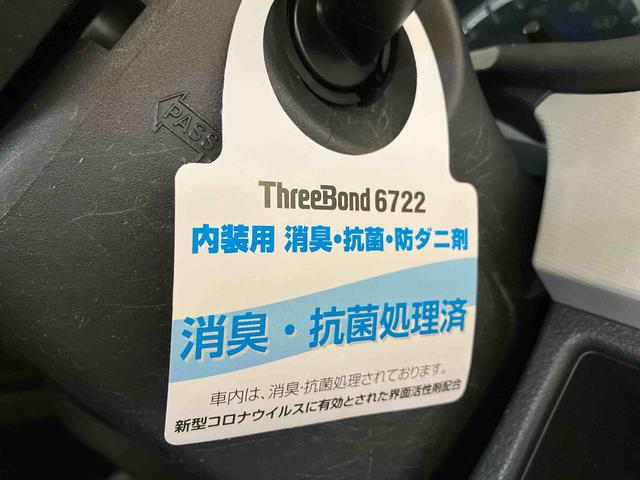 PASS
ThreeBond 6722
内装用 消臭・抗菌・防ダニ剤
消臭・抗菌処理済
車内は、消臭・抗菌処理されております。
新型コロナウイルスに有効とされた界面活性剤配合